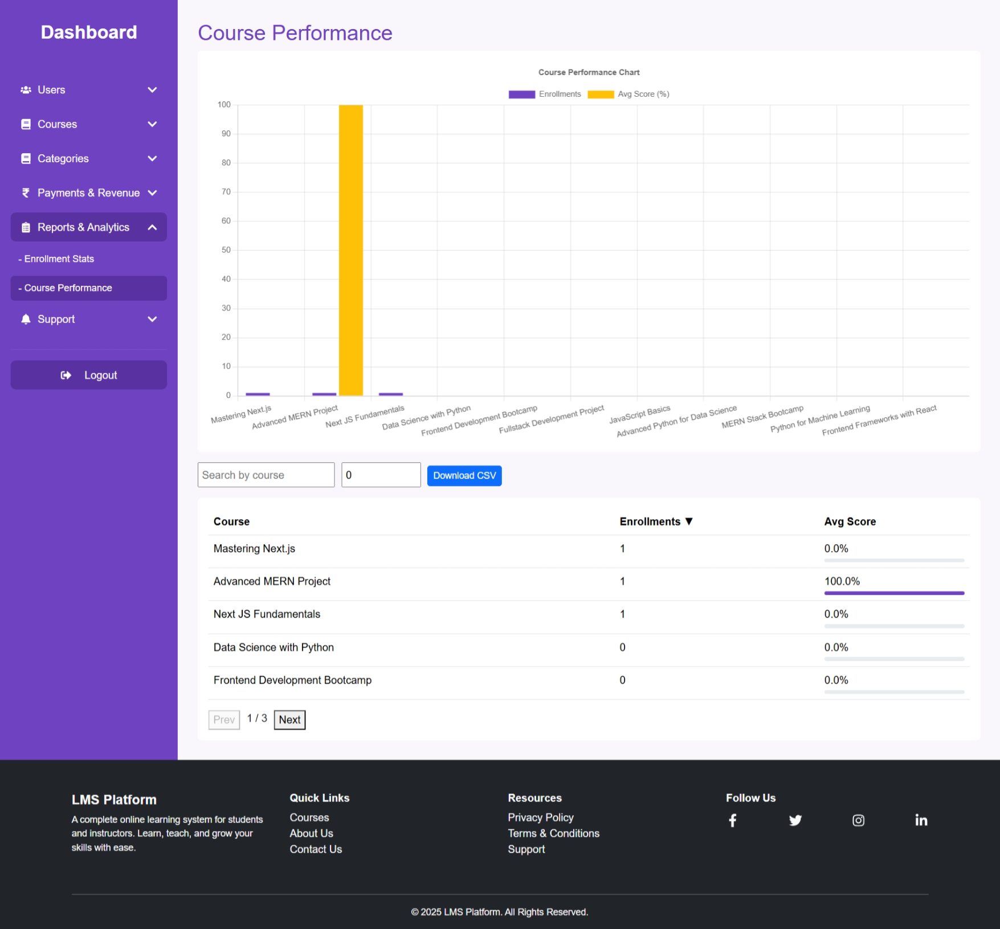 Dashboard
Users
Courses
Categories
Payments & Revenue
Reports & Analytics
- Enrollment Stats
- Course Performance
Support
Logout
Course Performance
Course Performance Chart
Enrollments
Avg Score (%)
100
90
80
70
60
50
40
30
20
10
0
Mastering Next.js
Advanced MERN Project
Next JS Fundamentals
Data Science with Python
Frontend Development Bootcamp
Fullstack Development Project
JavaScript Basics
Advanced Python for Data Science
MERN Stack Bootcamp
Python for Machine Learning
Frontend Frameworks with React
Search by course
0
Download CSV
Course Enrollments ▼ Avg Score
Mastering Next.js 1 0.0%
Advanced MERN Project 1 100.0%
Next JS Fundamentals 1 0.0%
Data Science with Python 0 0.0%
Frontend Development Bootcamp 0 0.0%
Prev 1 / 3 Next
LMS Platform
A complete online learning system for students
and instructors. Learn, teach, and grow your
skills with ease.
Quick Links
Courses
About Us
Contact Us
Resources
Privacy Policy
Terms & Conditions
Support
Follow Us
© 2025 LMS Platform. All Rights Reserved.